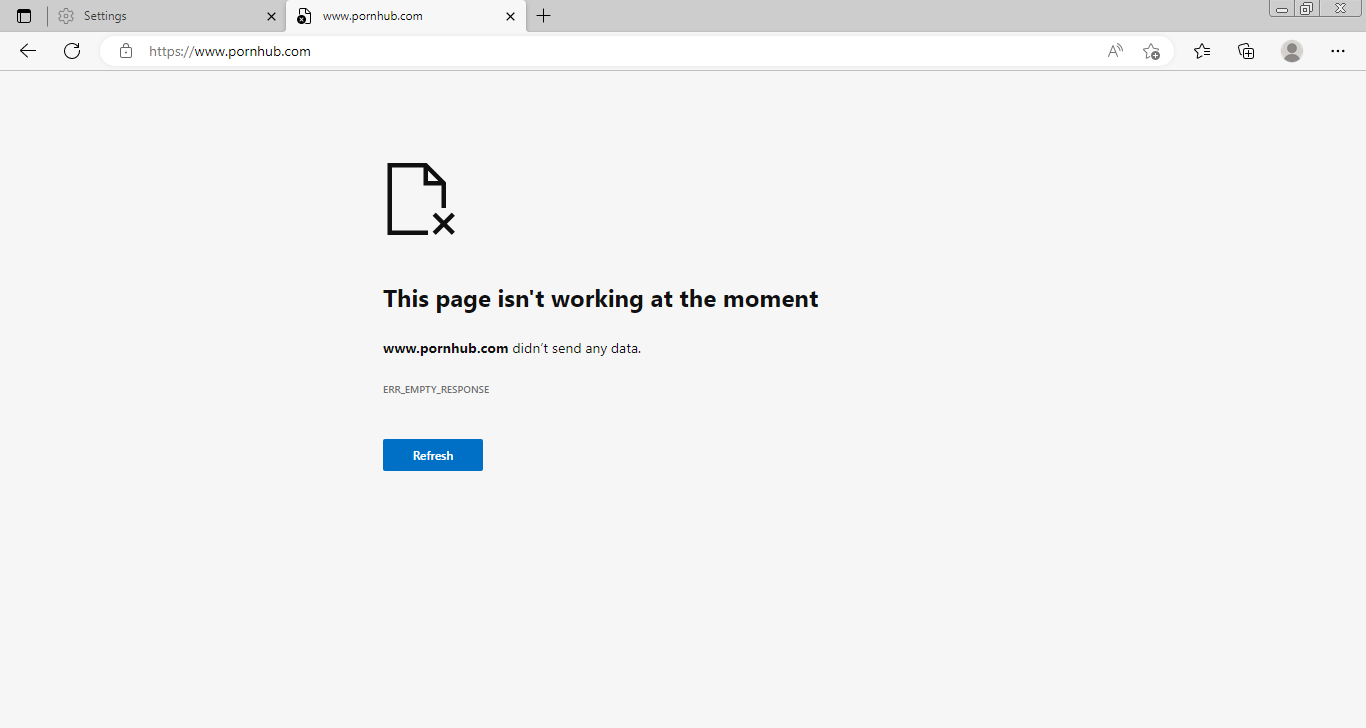 Settings
www.pornhub.com
https://www.pornhub.com
This page isn't working at the moment
www.pornhub.com didn’t send any data.
ERR_EMPTY_RESPONSE
Refresh